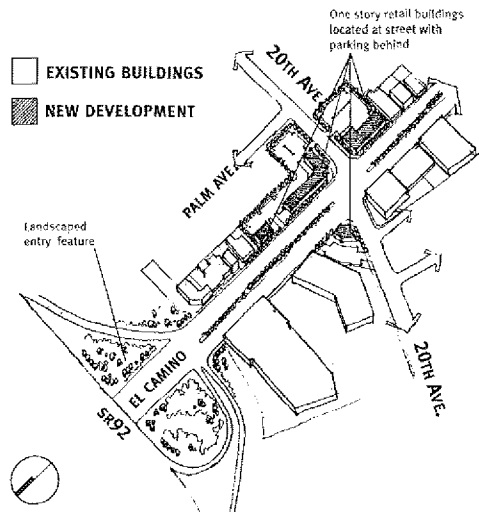 One story retail buildings
located at street with
parking behind
20TH AVE.
EXISTING BUILDINGS
NEW DEVELOPMENT
PALM AVE.
Landscaped
entry feature
EL CAMINO
SR92
20TH AVE.